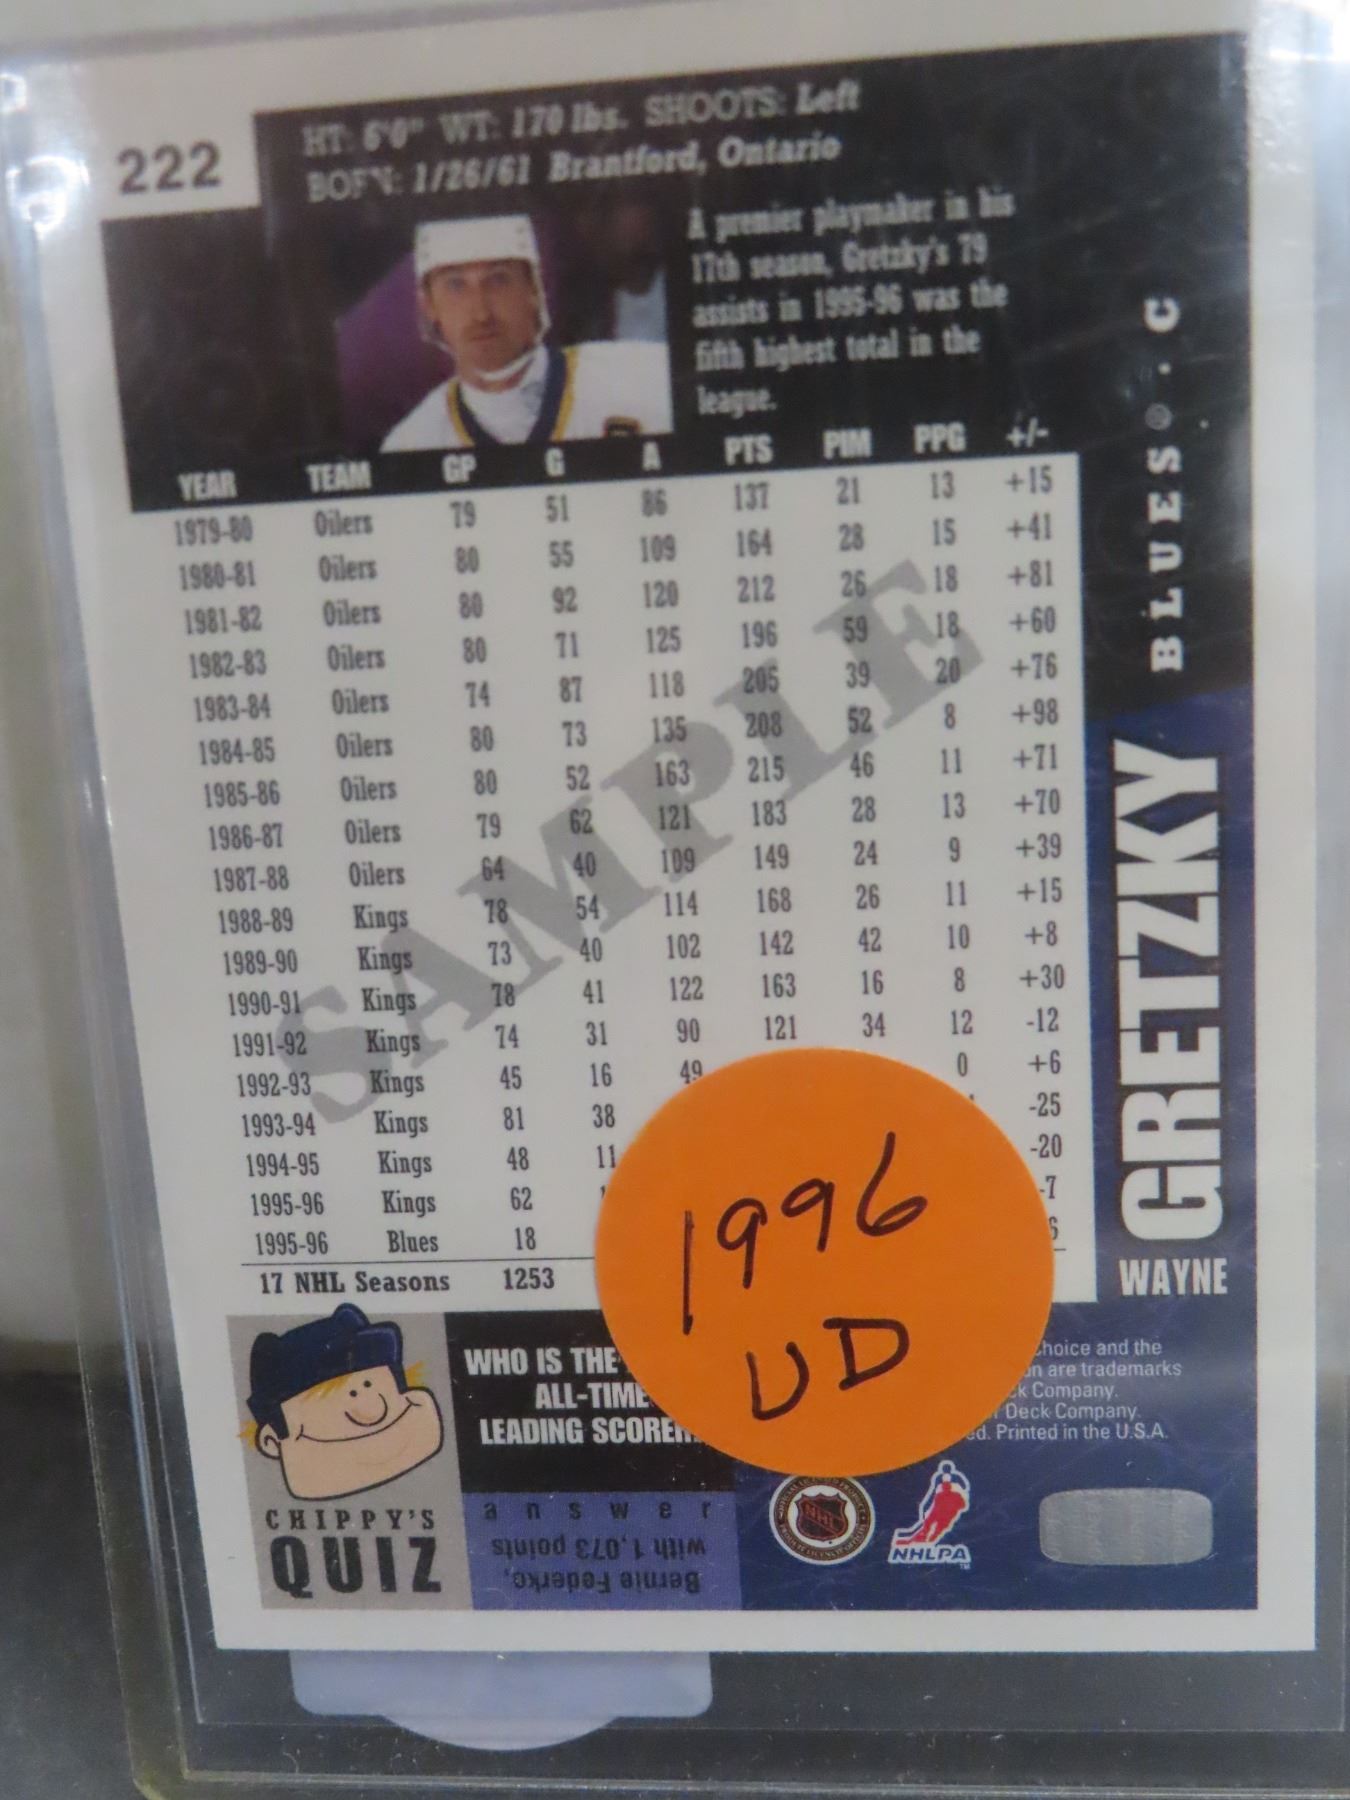 222
HT: 6'0" WT: 170 lbs. SHOOTS: Left
BORN: 1/26/61 Brantford, Ontario
A premier playmaker in his
17th season, Gretzky's 79
assists in 1995-96 was the
fifth highest total in the
league.
YEAR TEAM GP G A PTS PIM PPG +/-
1979-80 Oilers 79 51 86 137 21 13 +15
1980-81 Oilers 80 55 109 164 28 15 +41
1981-82 Oilers 80 92 120 212 26 18 +81
1982-83 Oilers 80 71 125 196 59 18 +60
1983-84 Oilers 74 87 118 205 39 20 +76
1984-85 Oilers 80 73 135 208 52 8 +98
1985-86 Oilers 80 52 163 215 46 11 +71
1986-87 Oilers 79 62 121 183 28 13 +70
1987-88 Oilers 64 40 109 149 24 9 +39
1988-89 Kings 78 54 114 168 26 11 +15
1989-90 Kings 73 40 102 142 42 10 +8
1990-91 Kings 78 41 122 163 16 8 +30
1991-92 Kings 74 31 90 121 34 12 -12
1992-93 Kings 45 16 49 0 +6
1993-94 Kings 81 38 -25
1994-95 Kings 48 11 -20
1995-96 Kings 62 -7
1995-96 Blues 18
17 NHL Seasons 1253
SAMPLE
BLUES® · C
GRETZKY
WAYNE
1996
UD
WHO IS THE
ALL-TIME
LEADING SCORER
answer
Bernie Federko,
with 1,073 points
CHIPPY'S
QUIZ
Choice and the
are trademarks
Company.
Deck Company.
Printed in the U.S.A.
NHL
NHLPA
TM